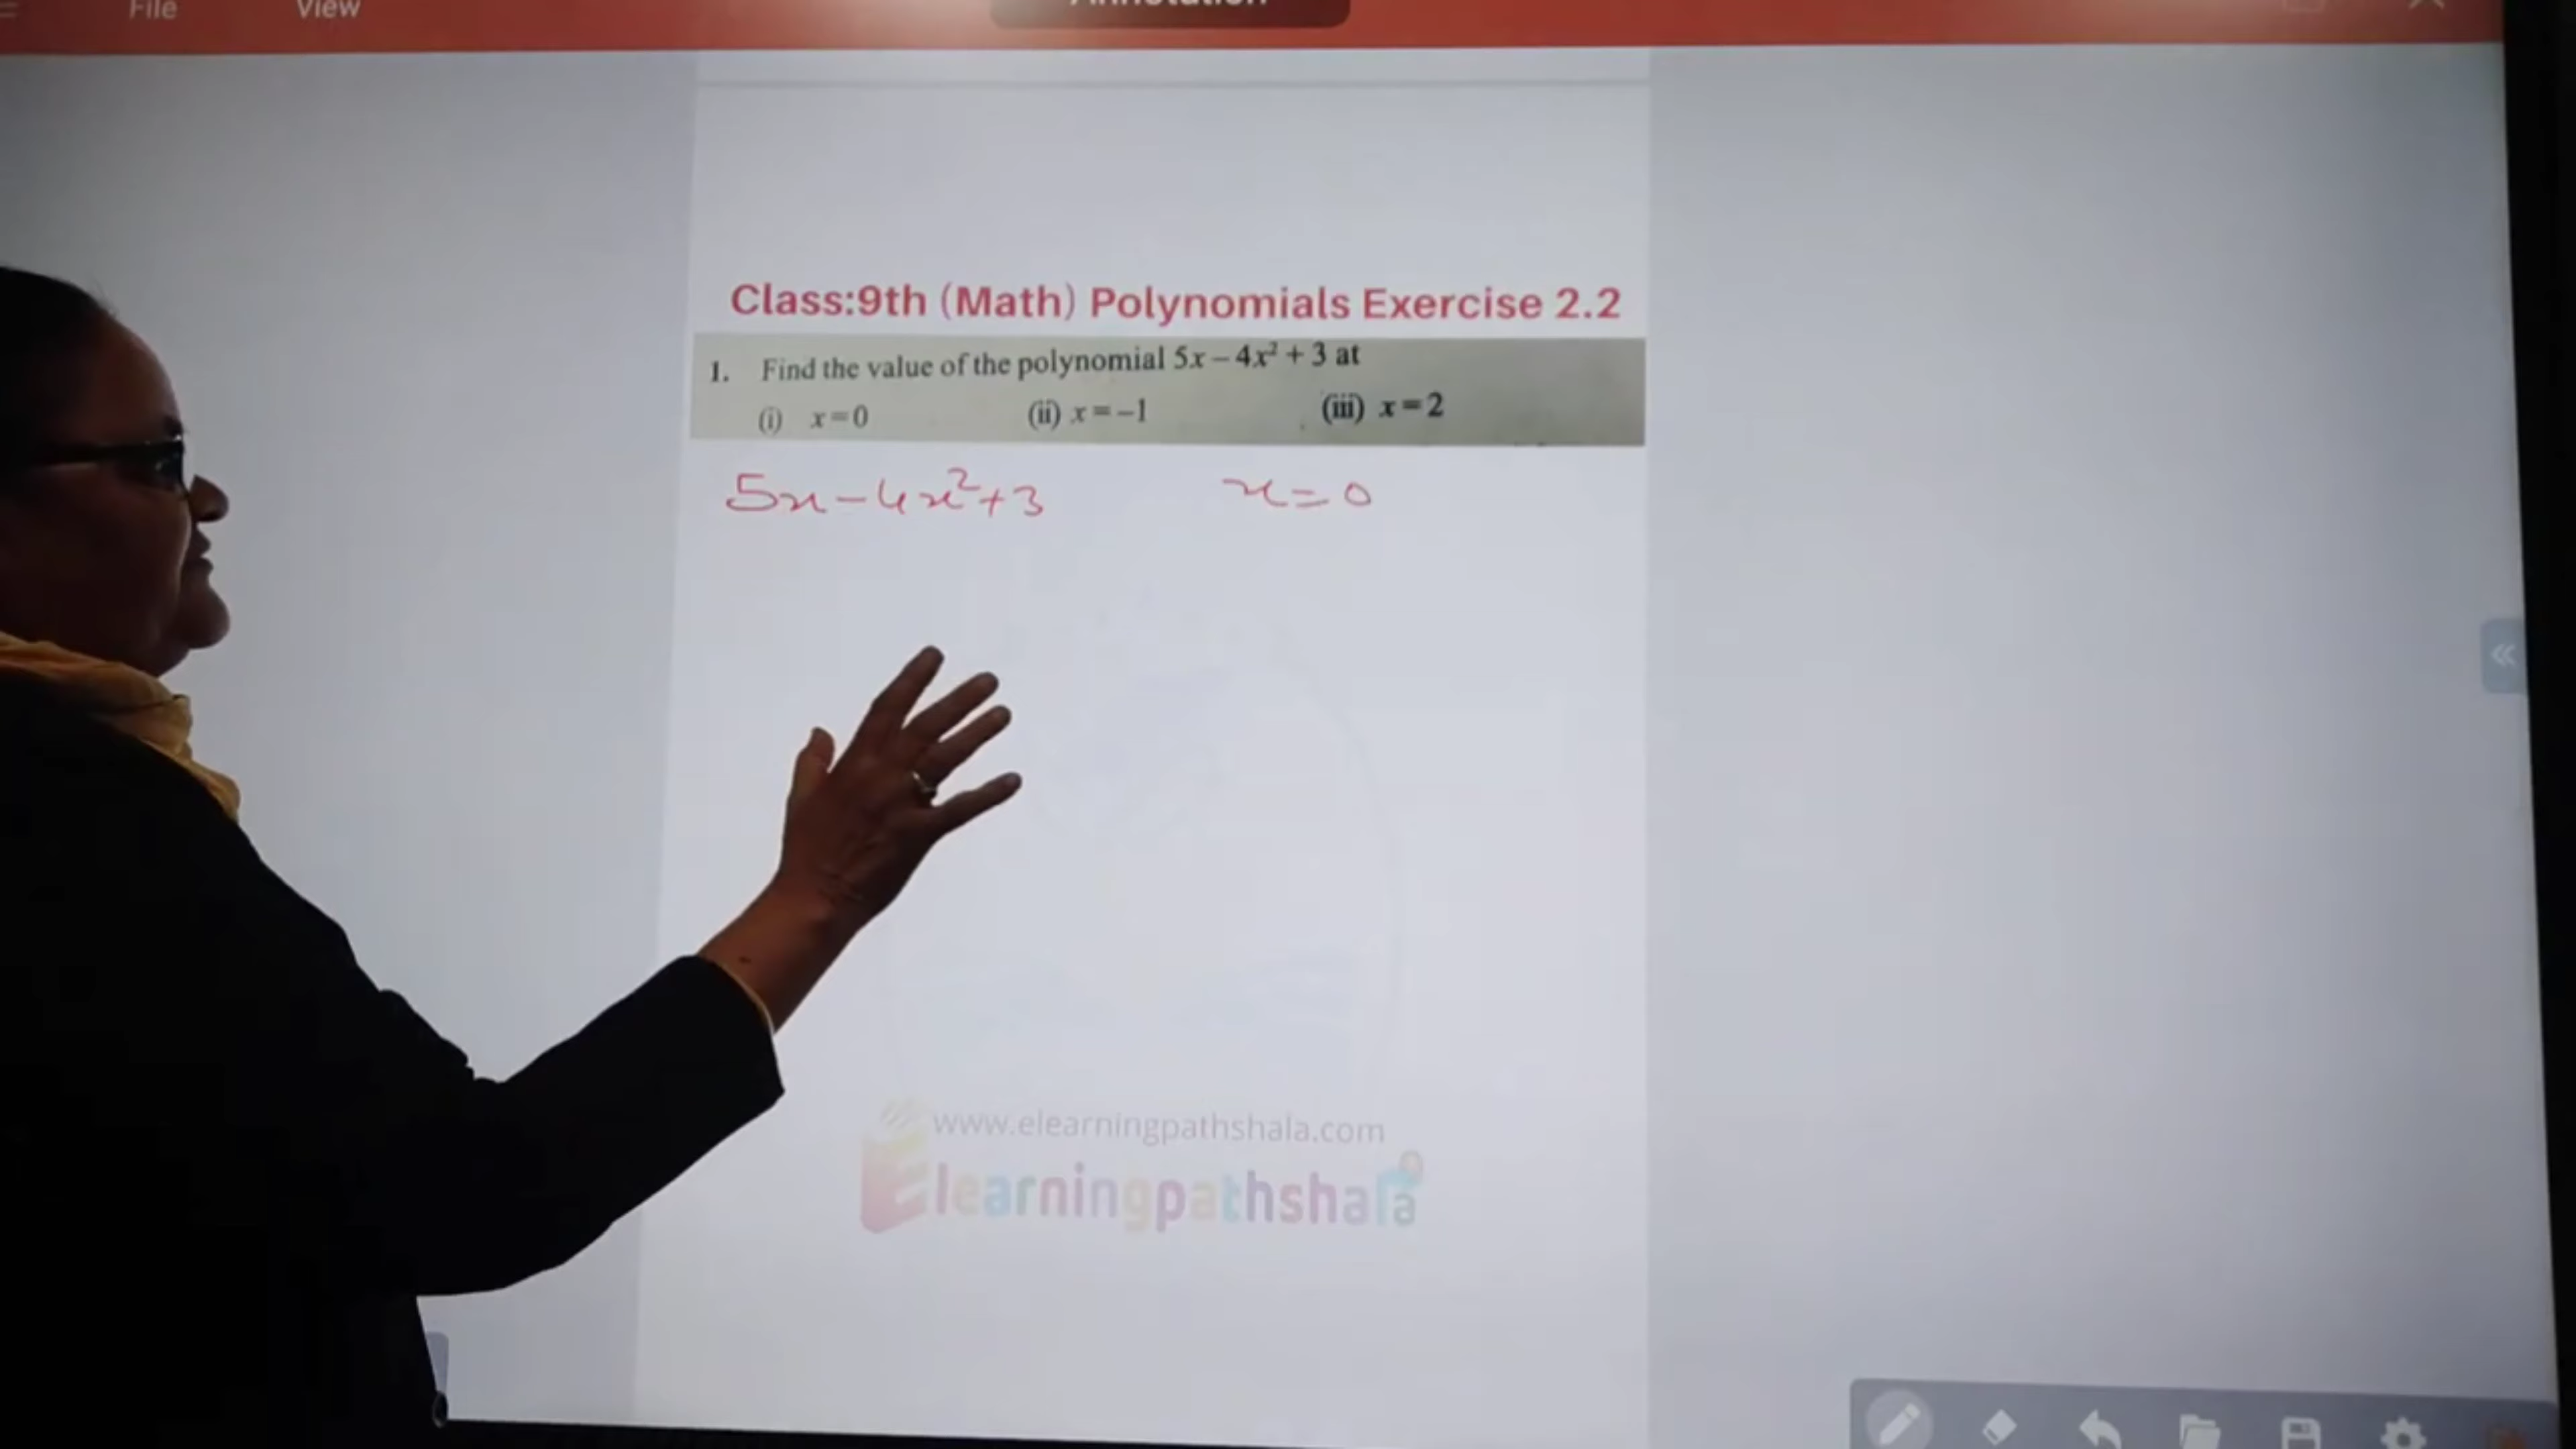 File View Annotation
Class:9th (Math) Polynomials Exercise 2.2
1. Find the value of the polynomial 5x – 4x² + 3 at
(i) x = 0 (ii) x = –1 (iii) x = 2
5x – 4x² + 3 x = 0
www.elearningpathshala.com
Elearningpathshala